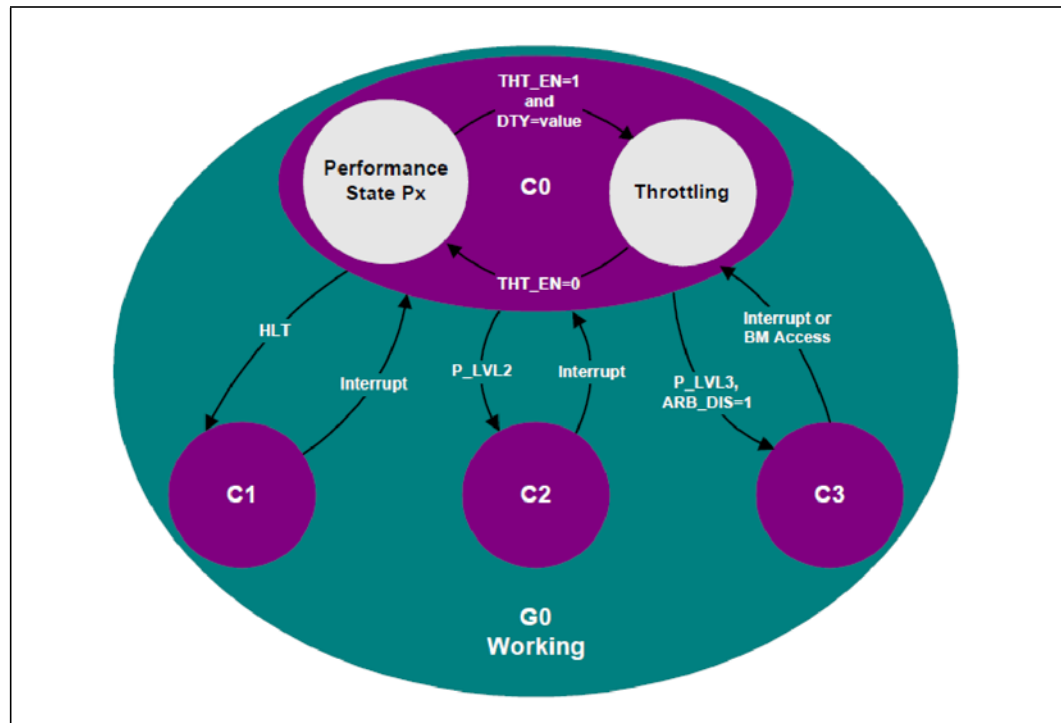 THT_EN=1
and
DTY=value
Performance
State Px
C0
Throttling
THT_EN=0
HLT
Interrupt
P_LVL2
Interrupt
P_LVL3,
ARB_DIS=1
Interrupt or
BM Access
C1
C2
C3
G0
Working